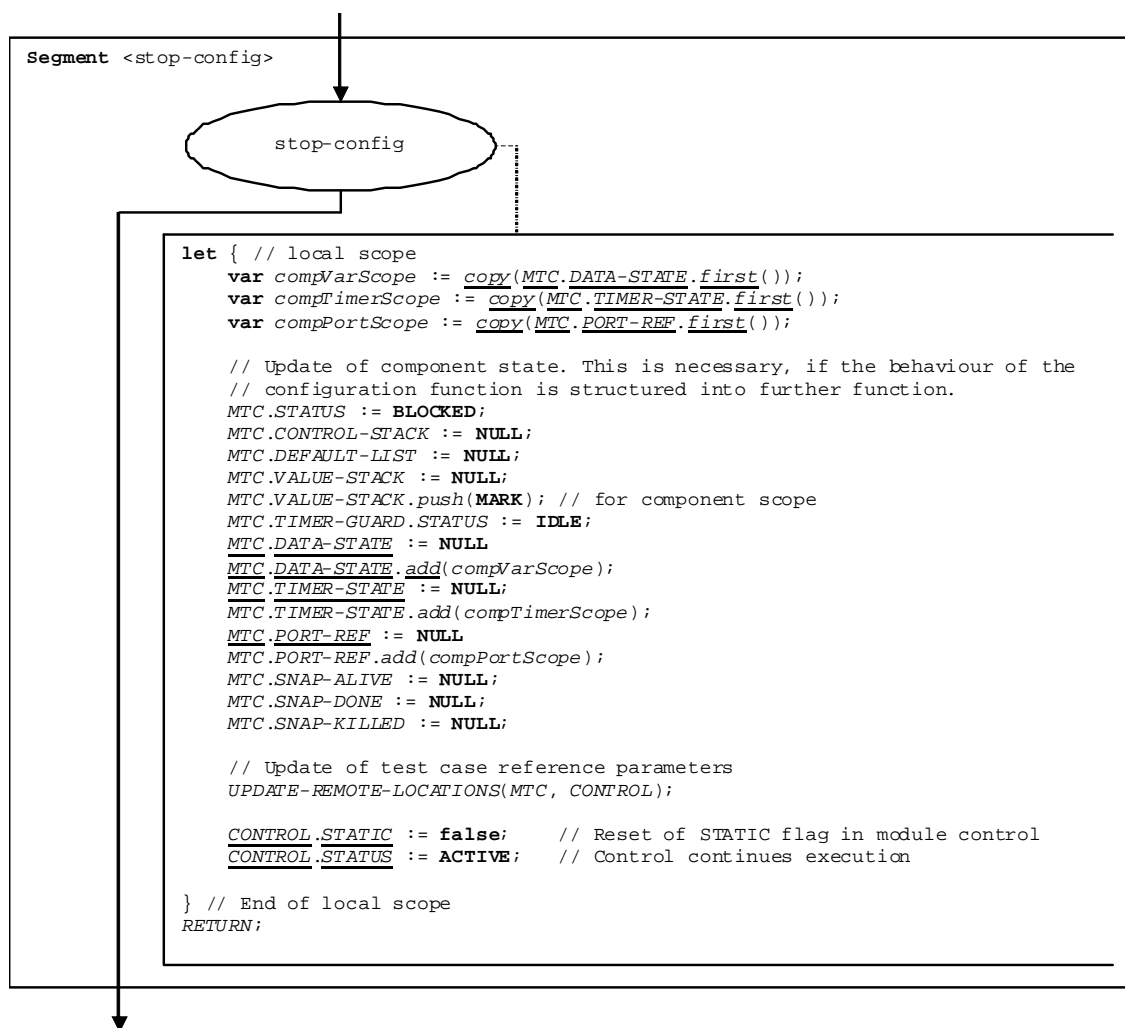 Segment <stop-config>
stop-config
let { // local scope
var compVarScope := copy(MTC.DATA-STATE.first());
var compTimerScope := copy(MTC.TIMER-STATE.first());
var compPortScope := copy(MTC.PORT-REF.first());
// Update of component state. This is necessary, if the behaviour of the
// configuration function is structured into further function.
MTC.STATUS := BLOCKED;
MTC.CONTROL-STACK := NULL;
MTC.DEFAULT-LIST := NULL;
MTC.VALUE-STACK := NULL;
MTC.VALUE-STACK.push(MARK); // for component scope
MTC.TIMER-GUARD.STATUS := IDLE;
MTC.DATA-STATE := NULL
MTC.DATA-STATE.add(compVarScope);
MTC.TIMER-STATE := NULL;
MTC.TIMER-STATE.add(compTimerScope);
MTC.PORT-REF := NULL
MTC.PORT-REF.add(compPortScope);
MTC.SNAP-ALIVE := NULL;
MTC.SNAP-DONE := NULL;
MTC.SNAP-KILLED := NULL;
// Update of test case reference parameters
UPDATE-REMOTE-LOCATIONS(MTC, CONTROL);
CONTROL.STATIC := false; // Reset of STATIC flag in module control
CONTROL.STATUS := ACTIVE; // Control continues execution
} // End of local scope
RETURN;